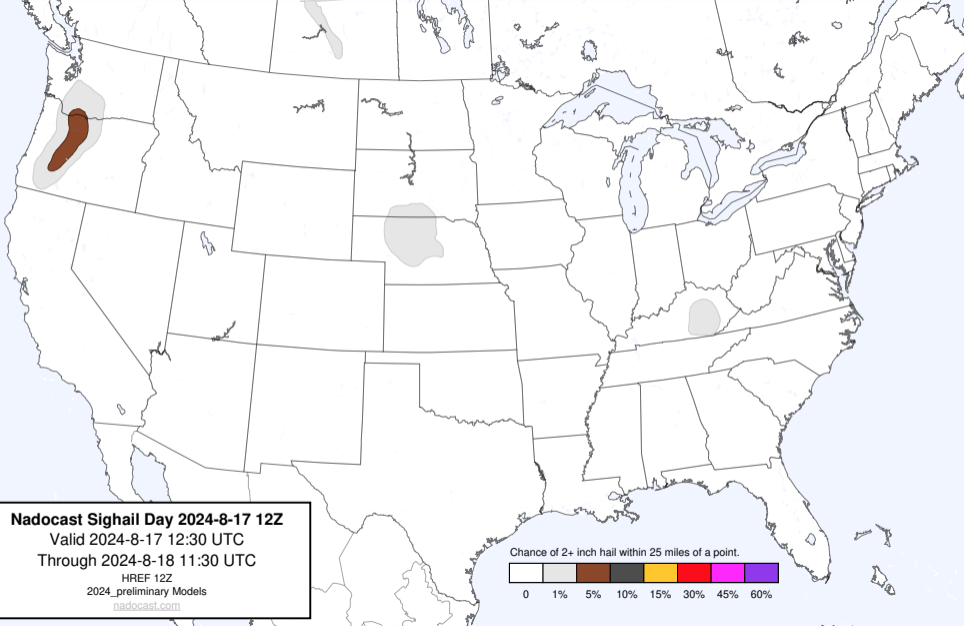 Nadocast Sighail Day 2024-8-17 12Z
Valid 2024-8-17 12:30 UTC
Through 2024-8-18 11:30 UTC
HREF 12Z
2024_preliminary Models
nadocast.com
Chance of 2+ inch hail within 25 miles of a point.
0 1% 5% 10% 15% 30% 45% 60%